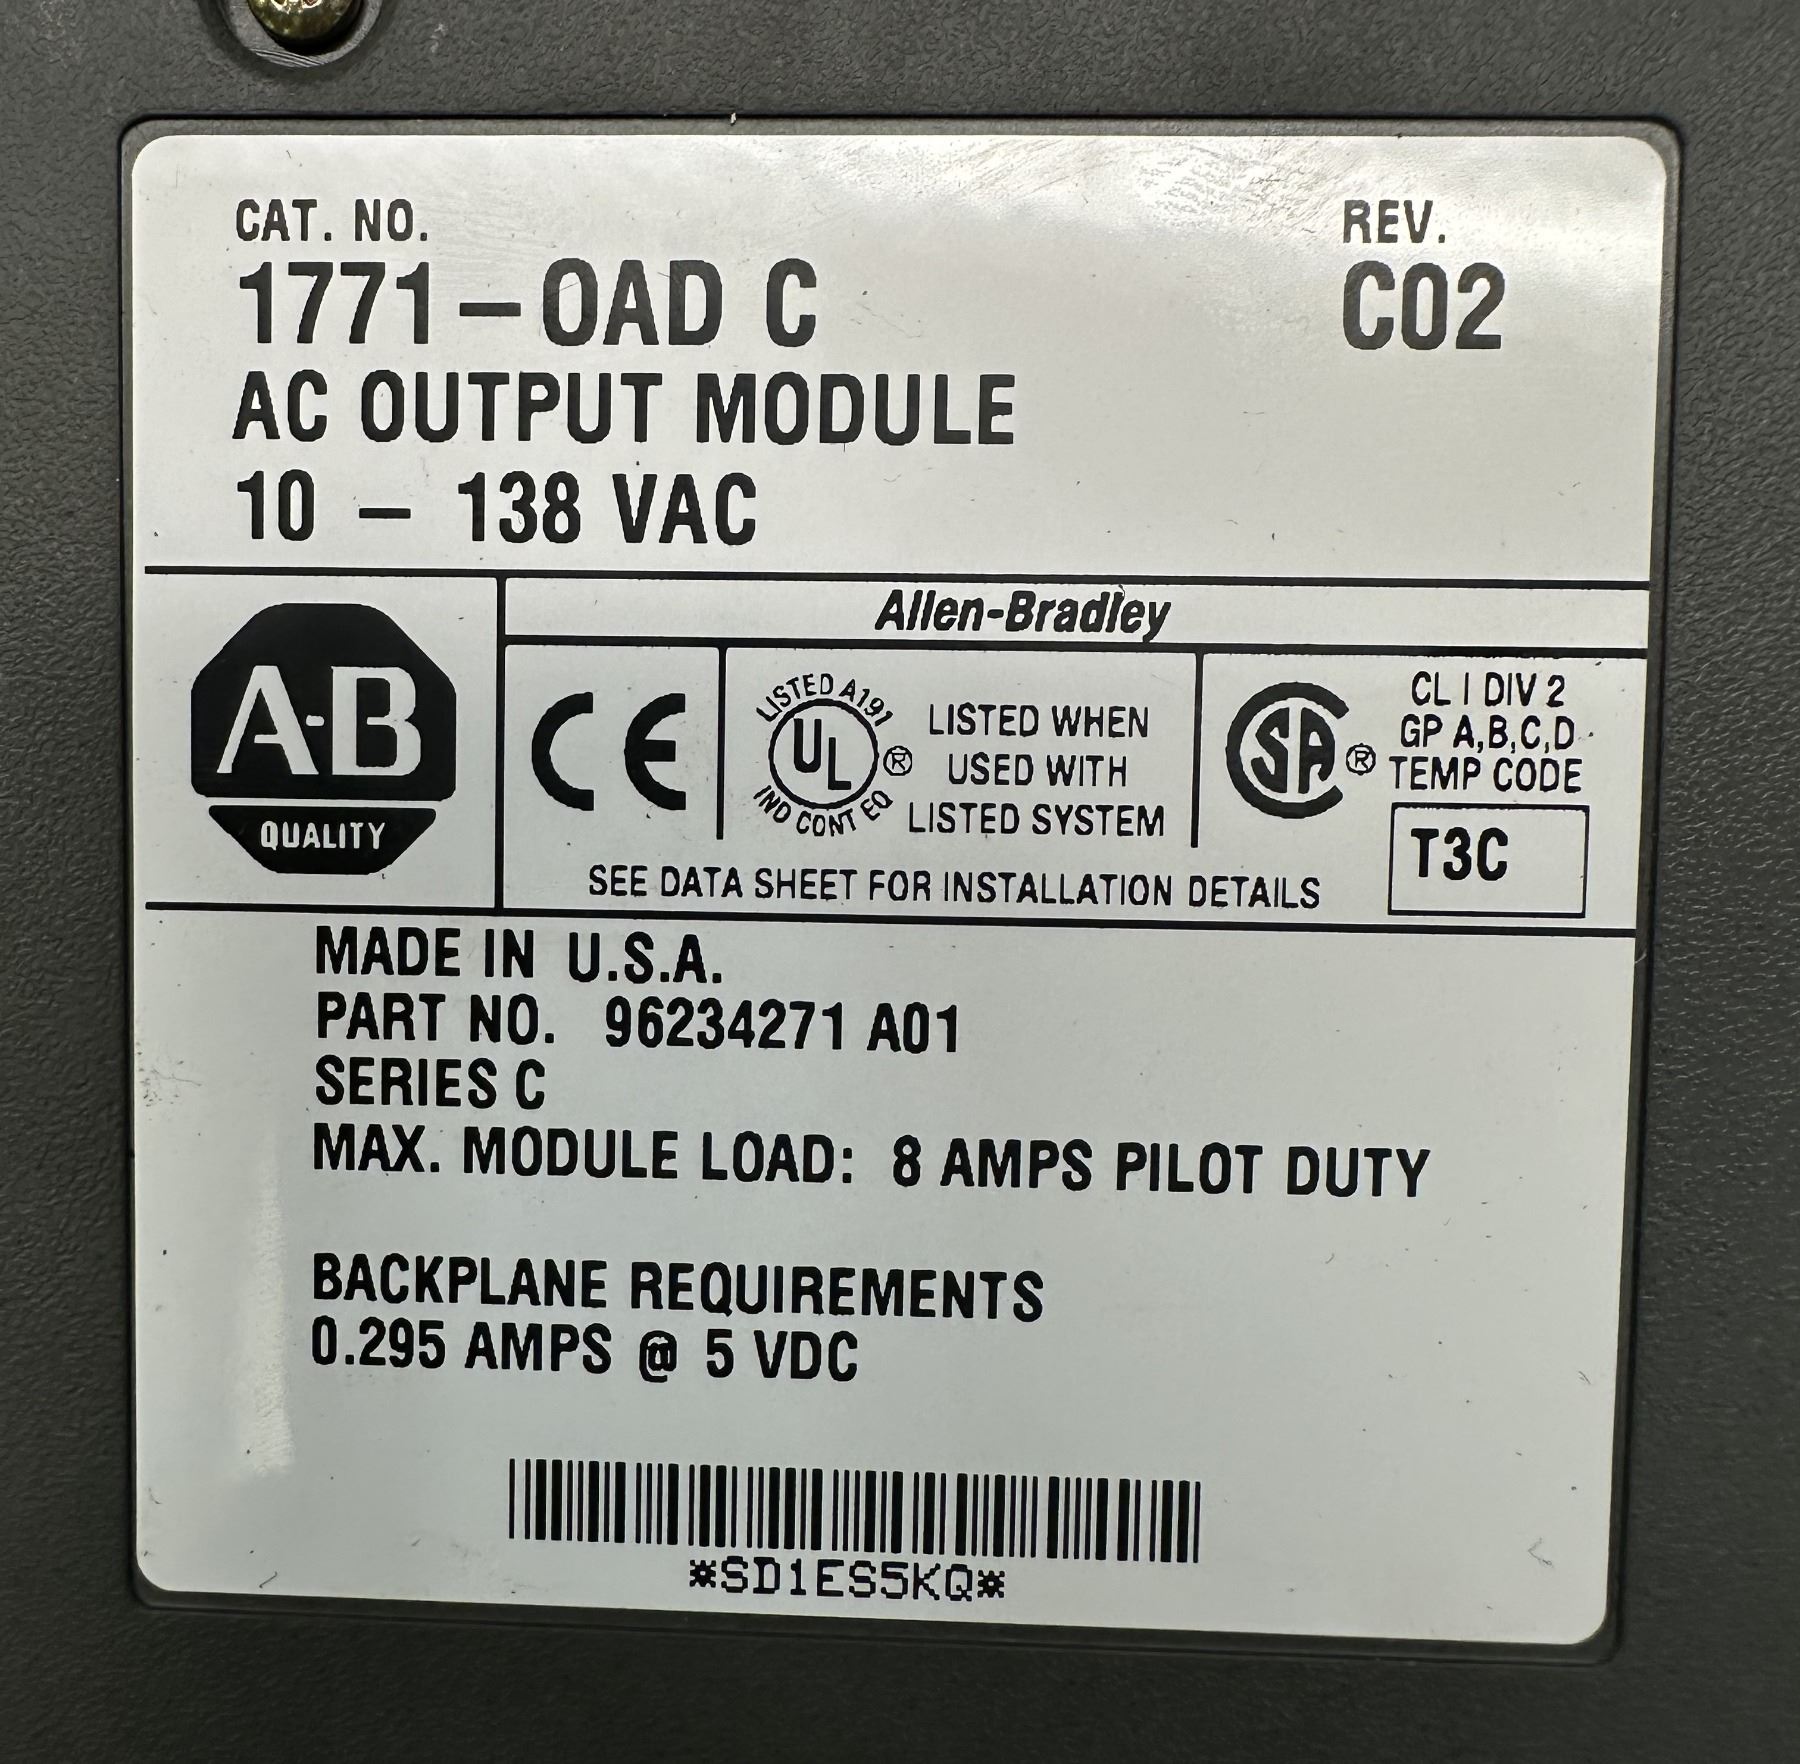 CAT. NO.
1771-OAD C
REV.
C02
AC OUTPUT MODULE
10 - 138 VAC
A-B
QUALITY
Allen-Bradley
CE
LISTED A191
UL ®
IND CONT EQ
LISTED WHEN
USED WITH
LISTED SYSTEM
SA ®
CL I DIV 2
GP A,B,C,D
TEMP CODE
T3C
SEE DATA SHEET FOR INSTALLATION DETAILS
MADE IN U.S.A.
PART NO. 96234271 A01
SERIES C
MAX. MODULE LOAD: 8 AMPS PILOT DUTY
BACKPLANE REQUIREMENTS
0.295 AMPS @ 5 VDC
*SD1ES5KQ*